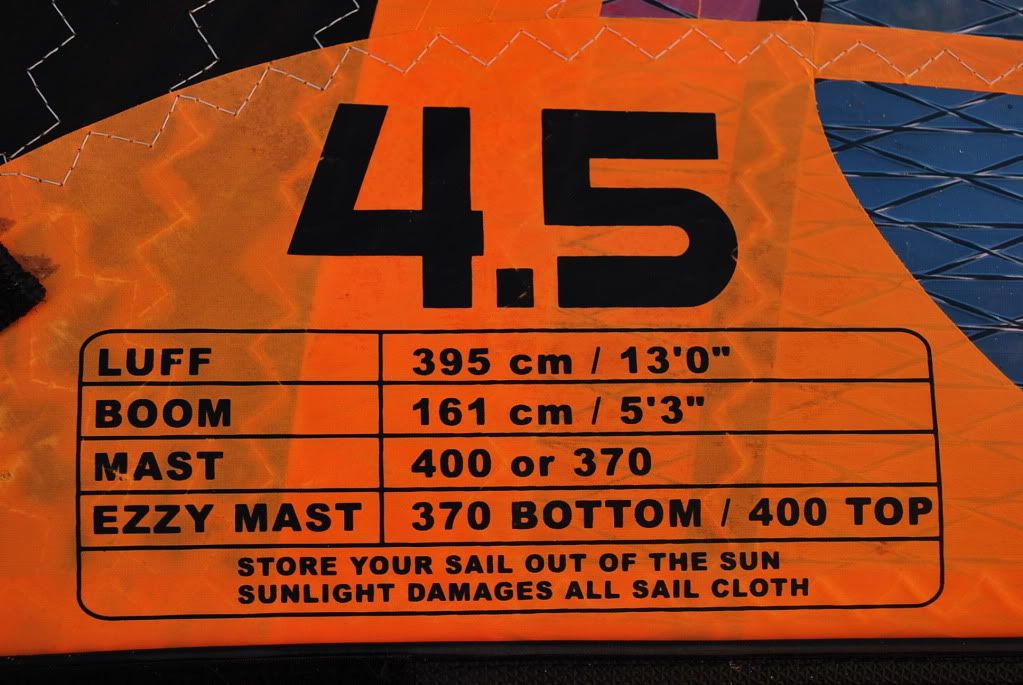 4.5
LUFF 395 cm / 13'0"
BOOM 161 cm / 5'3"
MAST 400 or 370
EZZY MAST 370 BOTTOM / 400 TOP
STORE YOUR SAIL OUT OF THE SUN
SUNLIGHT DAMAGES ALL SAIL CLOTH